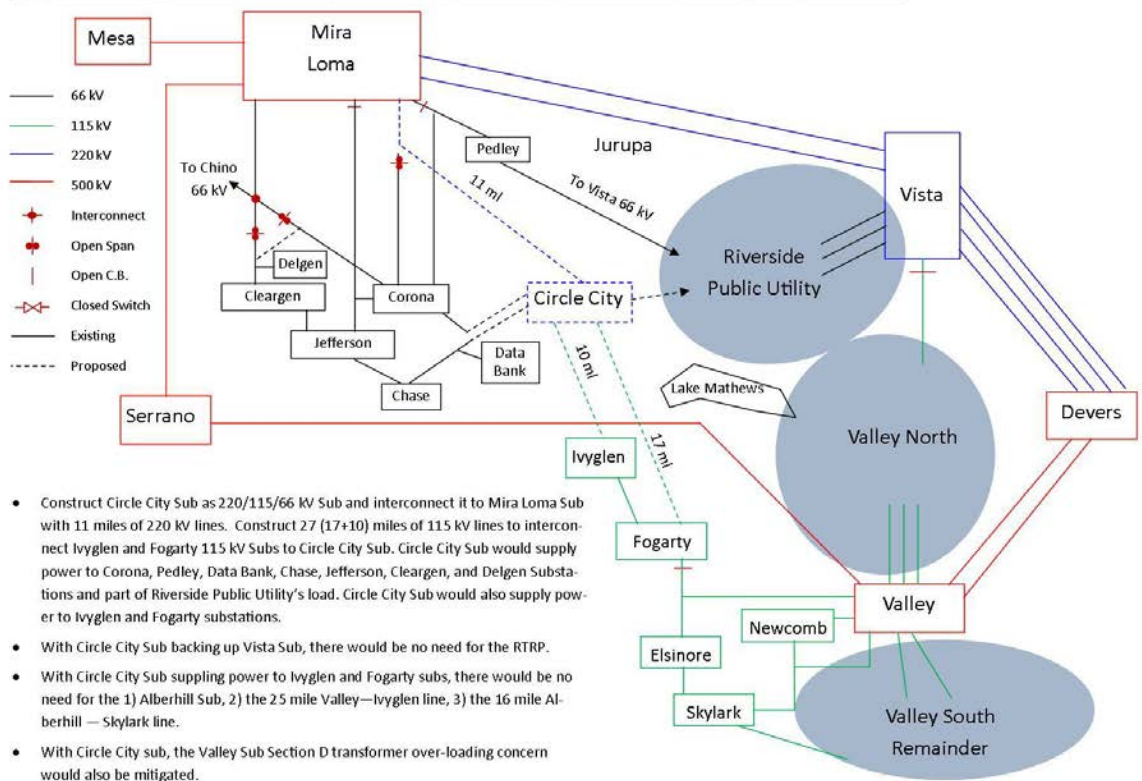 Mesa
Mira
Loma
66 kV
115 kV
220 kV
500 kV
Interconnect
Open Span
Open C.B.
Closed Switch
Existing
Proposed
To Chino
66 kV
Pedley
Jurupa
11 ml
To Vista 66 kV
Vista
Riverside
Public Utility
Delgen
Cleargen
Corona
Circle City
Jefferson
Data
Bank
Chase
10 ml
17 ml
Lake Mathews
Serrano
Devers
Valley North
Ivyglen
Fogarty
Valley
Newcomb
Elsinore
Skylark
Valley South
Remainder
• Construct Circle City Sub as 220/115/66 kV Sub and interconnect it to Mira Loma Sub
with 11 miles of 220 kV lines. Construct 27 (17+10) miles of 115 kV lines to intercon-
nect Ivyglen and Fogarty 115 kV Subs to Circle City Sub. Circle City Sub would supply
power to Corona, Pedley, Data Bank, Chase, Jefferson, Cleargen, and Delgen Substa-
tions and part of Riverside Public Utility's load. Circle City Sub would also supply pow-
er to Ivyglen and Fogarty substations.
• With Circle City Sub backing up Vista Sub, there would be no need for the RTRP.
• With Circle City Sub suppling power to Ivyglen and Fogarty subs, there would be no
need for the 1) Alberhill Sub, 2) the 25 mile Valley—Ivyglen line, 3) the 16 mile Al-
berhill — Skylark line.
• With Circle City sub, the Valley Sub Section D transformer over-loading concern
would also be mitigated.